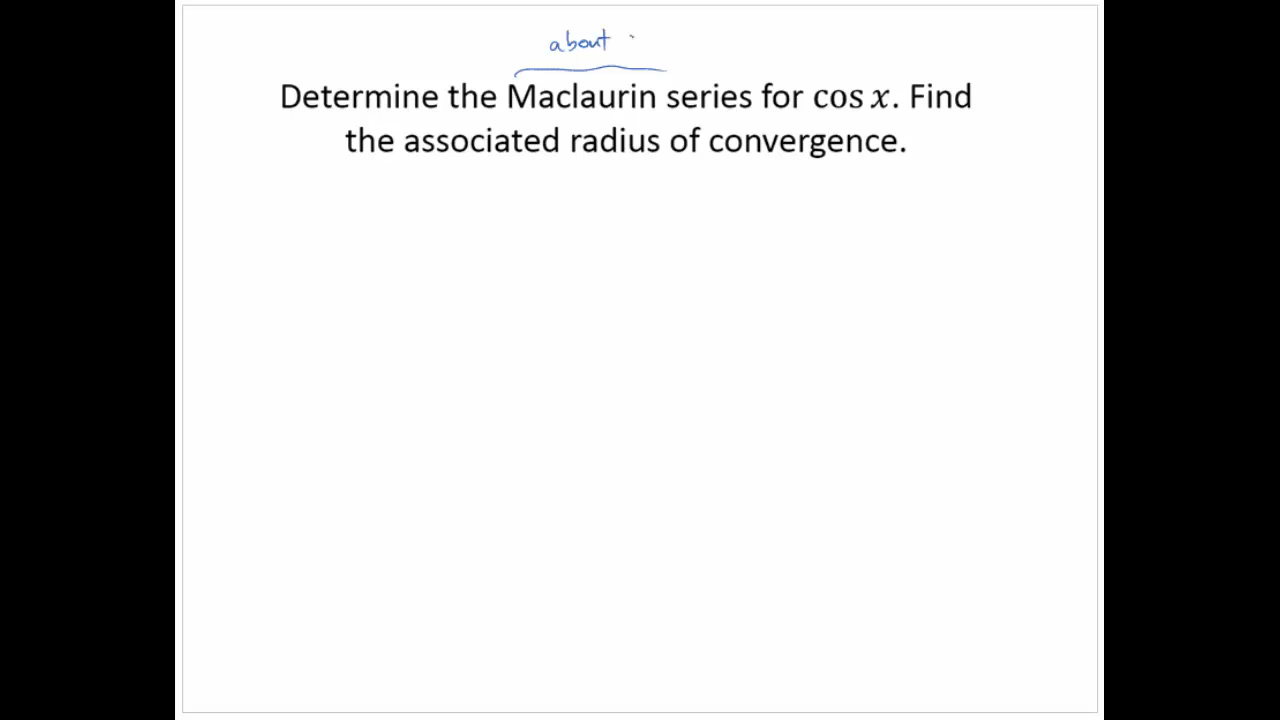 about
Determine the Maclaurin series for cos x. Find
the associated radius of convergence.